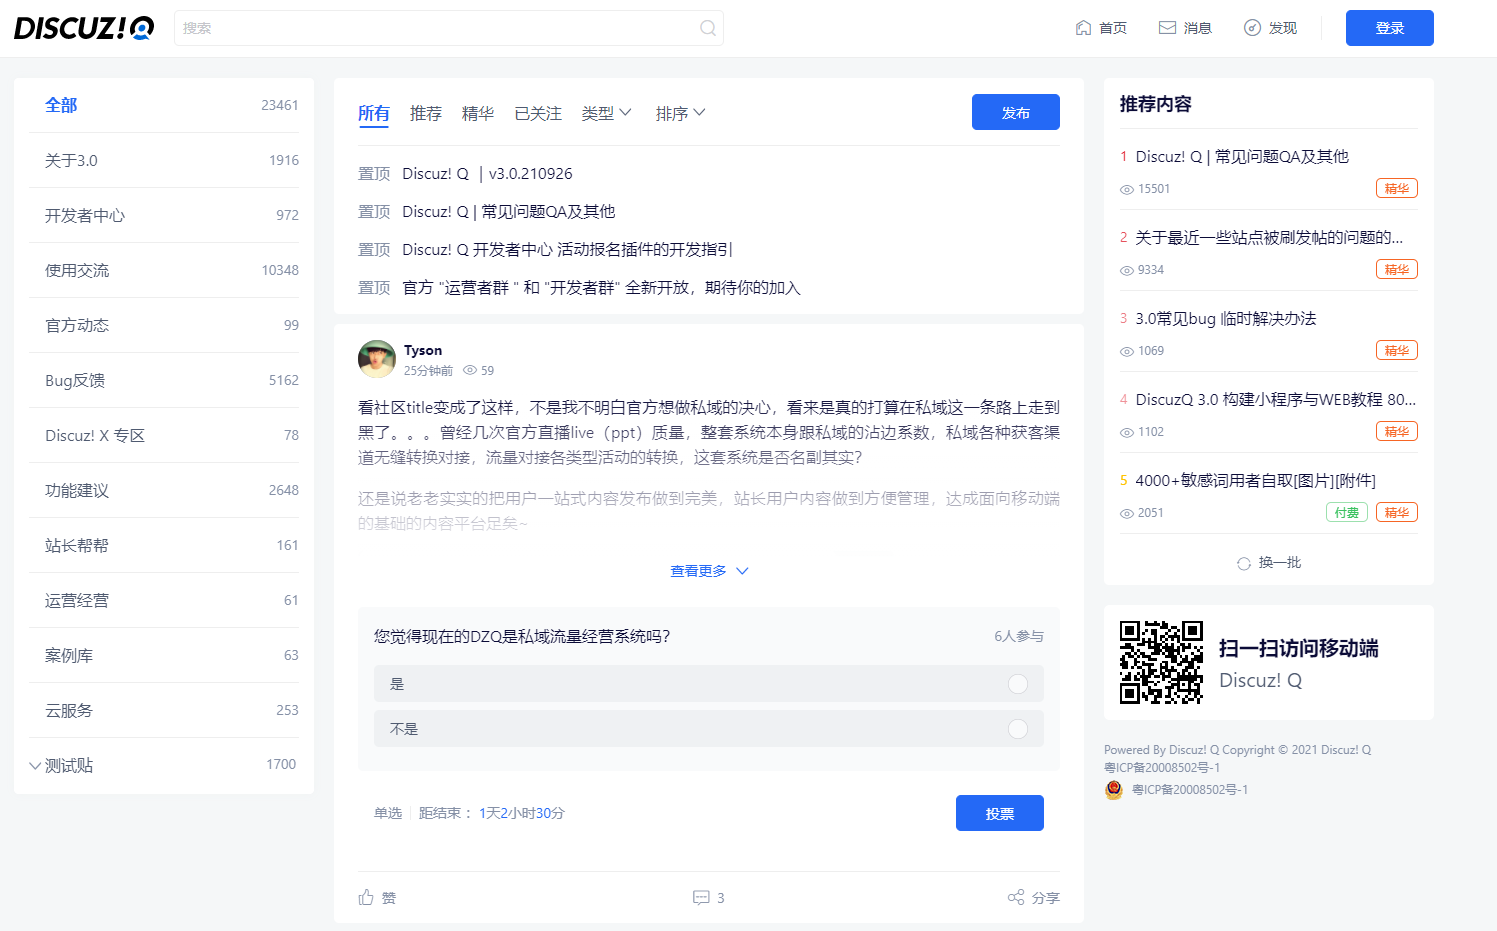 DISCUZ! Q
搜索
首页
消息
发现
登录
全部 23461
关于3.0 1916
开发者中心 972
使用交流 10348
官方动态 99
Bug反馈 5162
Discuz! X 专区 78
功能建议 2648
站长帮帮 161
运营经营 61
案例库 63
云服务 253
测试贴 1700
所有 推荐 精华 已关注 类型 排序 发布
置顶 Discuz! Q ｜v3.0.210926
置顶 Discuz! Q | 常见问题QA及其他
置顶 Discuz! Q 开发者中心 活动报名插件的开发指引
置顶 官方 "运营者群 " 和 "开发者群" 全新开放，期待你的加入
Tyson
25分钟前 59
看社区title变成了这样，不是我不明白官方想做私域的决心，看来是真的打算在私域这一条路上走到
黑了。。。曾经几次官方直播live（ppt）质量，整套系统本身跟私域的沾边系数，私域各种获客渠
道无缝转换对接，流量对接各类型活动的转换，这套系统是否名副其实？
还是说老老实实的把用户一站式内容发布做到完美，站长用户内容做到方便管理，达成面向移动端
的基础的内容平台足矣~
查看更多
您觉得现在的DZQ是私域流量经营系统吗？ 6人参与
是
不是
单选 距结束： 1天2小时30分 投票
赞 3 分享
推荐内容
1 Discuz! Q | 常见问题QA及其他
15501 精华
2 关于最近一些站点被刷发帖的问题的...
9334 精华
3 3.0常见bug 临时解决办法
1069 精华
4 DiscuzQ 3.0 构建小程序与WEB教程 80...
1102 精华
5 4000+敏感词用者自取[图片][附件]
2051 付费 精华
换一批
扫一扫访问移动端
Discuz! Q
Powered By Discuz! Q Copyright © 2021 Discuz! Q
粤ICP备20008502号-1
粤ICP备20008502号-1